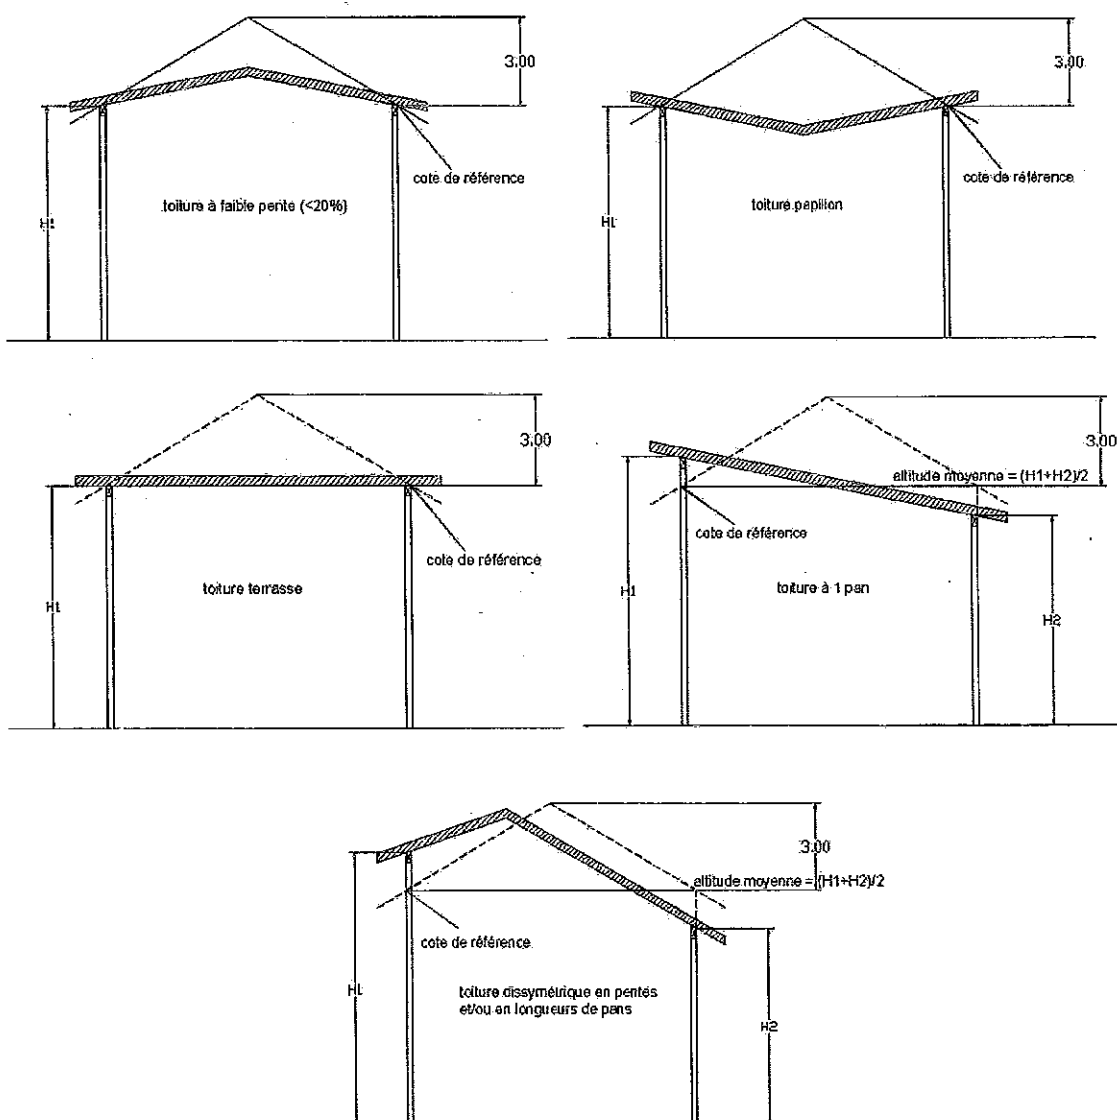 3.00
cote de référence
toiture à faible pente (<20%)
H1
3.00
cote de référence
toiture papillon
H1
3.00
cote de référence
toiture terrasse
H1
3.00
altitude moyenne = (H1+H2)/2
cote de référence
toiture à 1 pan
H1
H2
3.00
altitude moyenne = (H1+H2)/2
cote de référence
H1
toiture dissymétrique en pentes
et/ou en longueurs de pans
H2